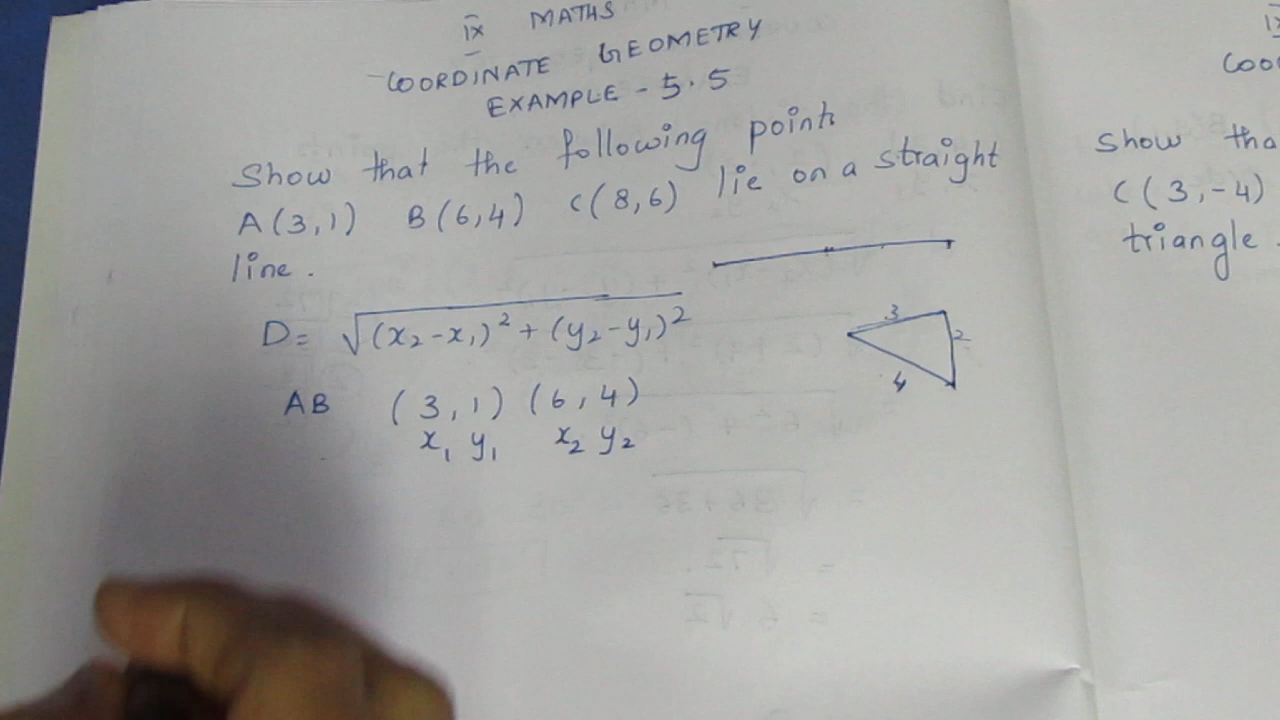 IX MATHS
COORDINATE GEOMETRY
EXAMPLE - 5.5
Show that the following points
A(3,1) B(6,4) C(8,6) lie on a straight
line.
D = √(x₂-x₁)² + (y₂-y₁)²
3
2
4
AB (3,1) (6,4)
x₁ y₁ x₂ y₂
Show
C(3,-4)
triangle.